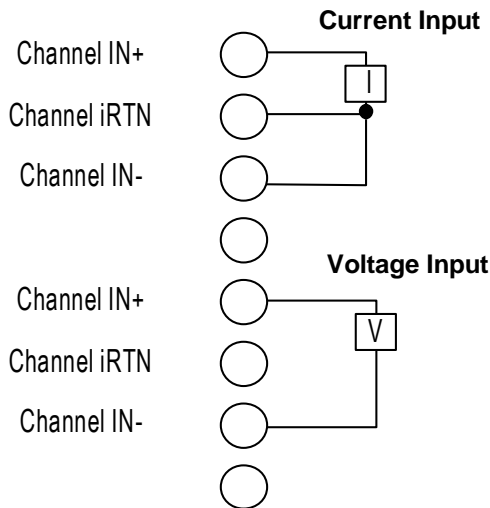 Current Input
Channel IN+
I
Channel iRTN
Channel IN-
Voltage Input
Channel IN+
V
Channel iRTN
Channel IN-